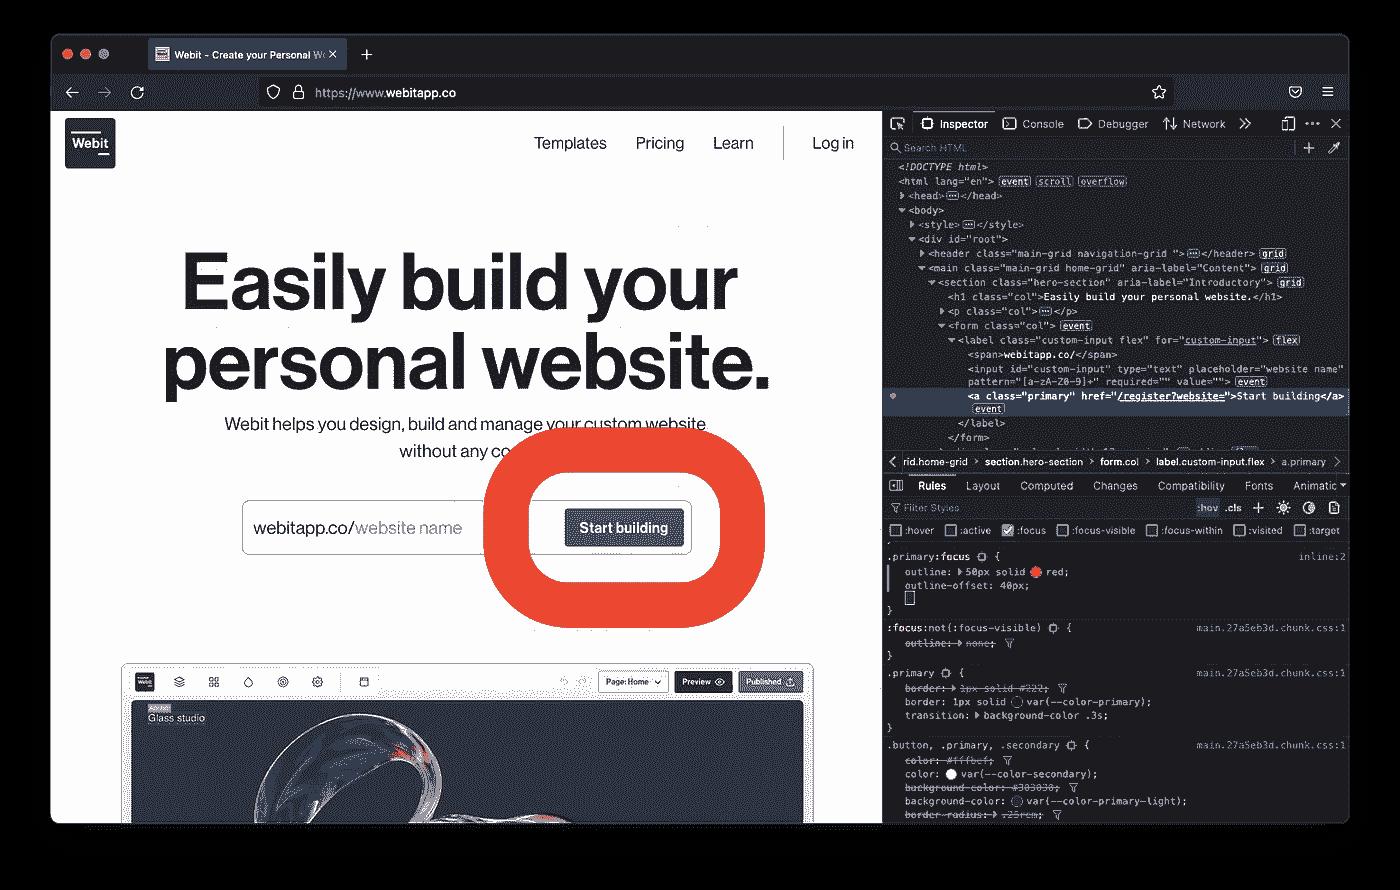 Webit - Create your Personal We
https://www.webitapp.co
Webit
Templates Pricing Learn Log in
Easily build your
personal website.
Webit helps you design, build and manage your custom website
without any co
webitapp.co/website name
Start building
Page: Home Preview Published
Glass studio
Inspector Console Debugger Network
Search HTML
<!DOCTYPE html>
<html lang="en"> event scroll overflow
<head> </head>
<body>
<style> </style>
<div id="root">
<header class="main-grid navigation-grid "> </header> grid
<main class="main-grid home-grid" aria-label="Content"> grid
<section class="hero-section" aria-label="Introductory"> grid
<h1 class="col">Easily build your personal website.</h1>
<p class="col"> </p>
<form class="col"> event
<label class="custom-input flex" for="custom-input"> flex
<span>webitapp.co/</span>
<input id="custom-input" type="text" placeholder="website name"
pattern="[a-zA-Z0-9]+" required="" value=""> event
<a class="primary" href="/register?website=">Start building</a>
event
</label>
</form>
rid.home-grid > section.hero-section > form.col > label.custom-input.flex > a.primary
Rules Layout Computed Changes Compatibility Fonts Animatic
Filter Styles :hov .cls
:hover :active :focus :focus-visible :focus-within :visited :target
.primary:focus { inline:2
outline: 50px solid red;
outline-offset: 40px;
}
:focus:not(:focus-visible) { main.27a5eb3d.chunk.css:1
outline: none;
}
.primary { main.27a5eb3d.chunk.css:1
border: 1px solid #222;
border: 1px solid var(--color-primary);
transition: background-color .3s;
}
.button, .primary, .secondary { main.27a5eb3d.chunk.css:1
color: #fffbef;
color: var(--color-secondary);
background-color: #303030;
background-color: var(--color-primary-light);
border-radius: .25rem;